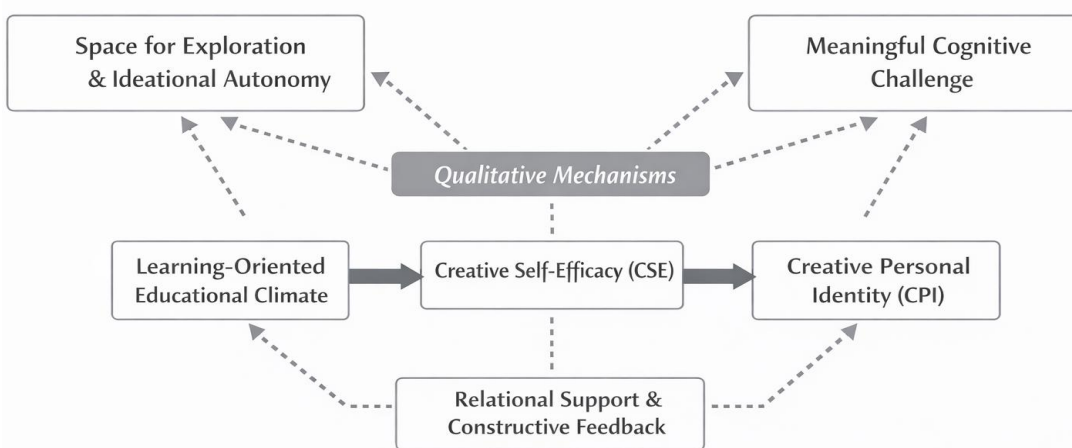 Space for Exploration
& Ideational Autonomy
Meaningful Cognitive
Challenge
Qualitative Mechanisms
Learning-Oriented
Educational Climate
Creative Self-Efficacy (CSE)
Creative Personal
Identity (CPI)
Relational Support &
Constructive Feedback